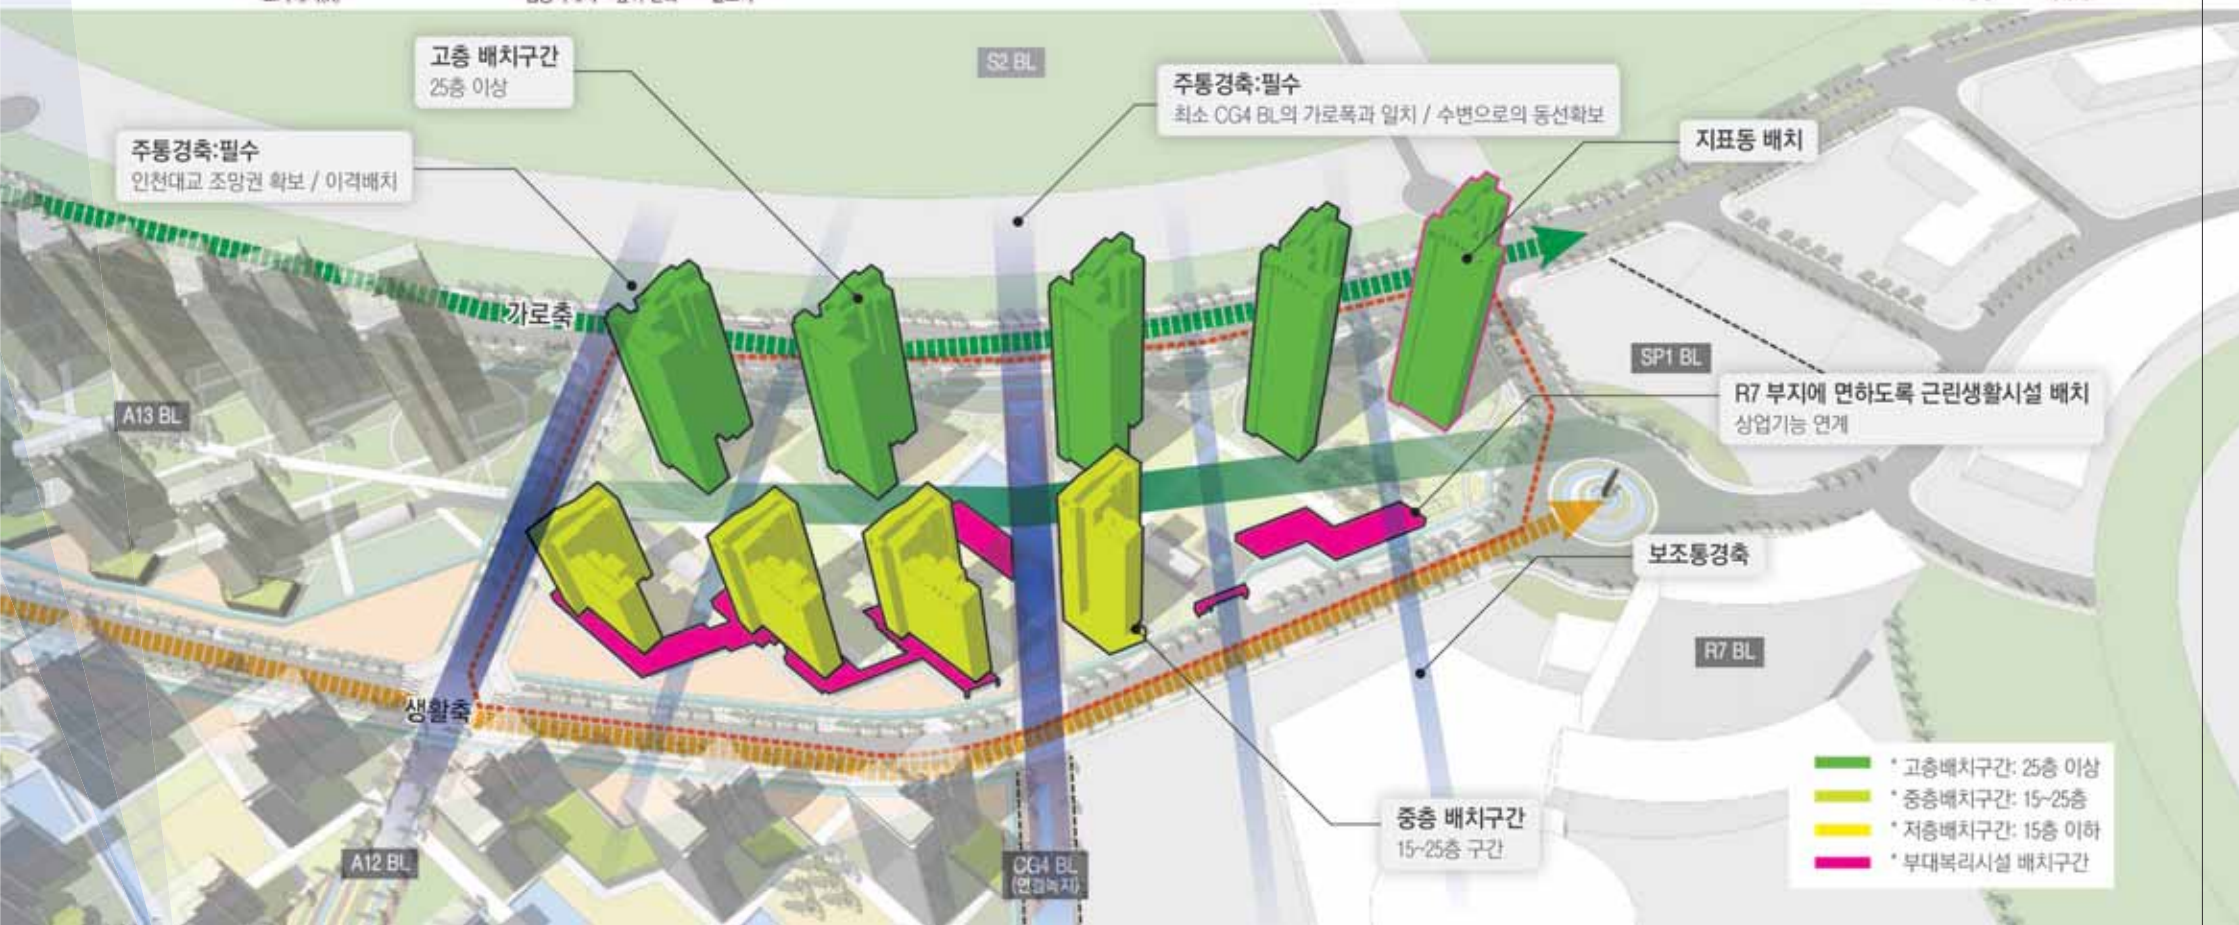 고층 배치구간
25층 이상
S2 BL
주통경축:필수
최소 CG4 BL의 가로폭과 일치 / 수변으로의 동선확보
지표동 배치
주통경축:필수
인천대교 조망권 확보 / 이격배치
가로축
SP1 BL
A13 BL
R7 부지에 면하도록 근린생활시설 배치
상업기능 연계
보조통경축
R7 BL
생활축
중층 배치구간
15~25층 구간
A12 BL
CG4 BL
(연결녹지)
* 고층배치구간: 25층 이상
* 중층배치구간: 15~25층
* 저층배치구간: 15층 이하
* 부대복리시설 배치구간